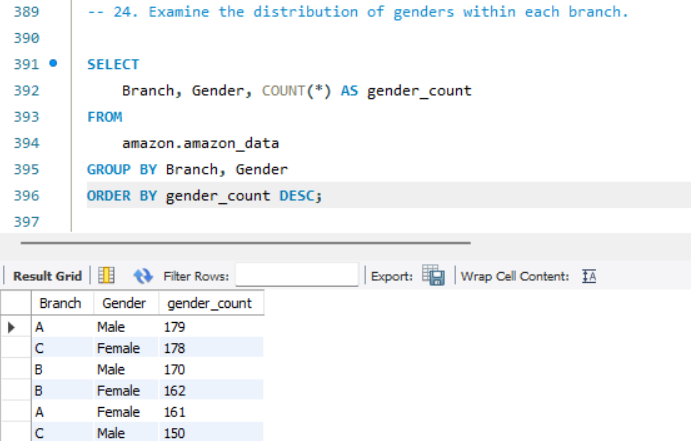 389 -- 24. Examine the distribution of genders within each branch.
390
391 SELECT
392 Branch, Gender, COUNT(*) AS gender_count
393 FROM
394 amazon.amazon_data
395 GROUP BY Branch, Gender
396 ORDER BY gender_count DESC;
397
Result Grid Filter Rows: Export: Wrap Cell Content: IA
Branch Gender gender_count
A Male 179
C Female 178
B Male 170
B Female 162
A Female 161
C Male 150